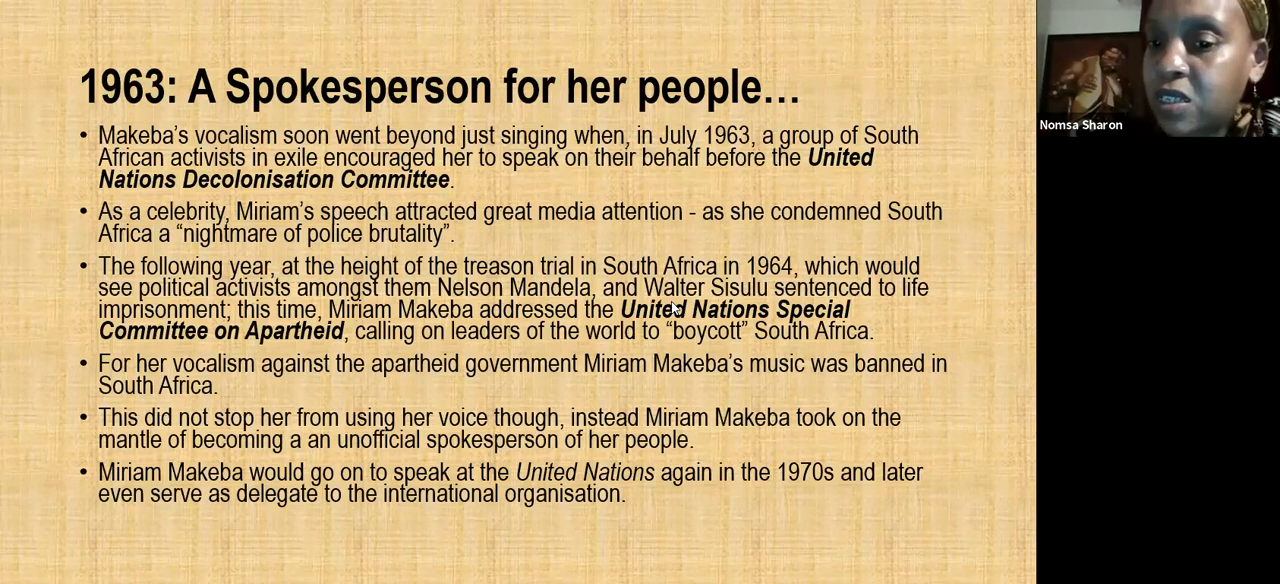 1963: A Spokesperson for her people…
• Makeba’s vocalism soon went beyond just singing when, in July 1963, a group of South
African activists in exile encouraged her to speak on their behalf before the United
Nations Decolonisation Committee.
• As a celebrity, Miriam’s speech attracted great media attention - as she condemned South
Africa a “nightmare of police brutality”.
• The following year, at the height of the treason trial in South Africa in 1964, which would
see political activists amongst them Nelson Mandela, and Walter Sisulu sentenced to life
imprisonment; this time, Miriam Makeba addressed the United Nations Special
Committee on Apartheid, calling on leaders of the world to “boycott” South Africa.
• For her vocalism against the apartheid government Miriam Makeba’s music was banned in
South Africa.
• This did not stop her from using her voice though, instead Miriam Makeba took on the
mantle of becoming a an unofficial spokesperson of her people.
• Miriam Makeba would go on to speak at the United Nations again in the 1970s and later
even serve as delegate to the international organisation.
Nomsa Sharon